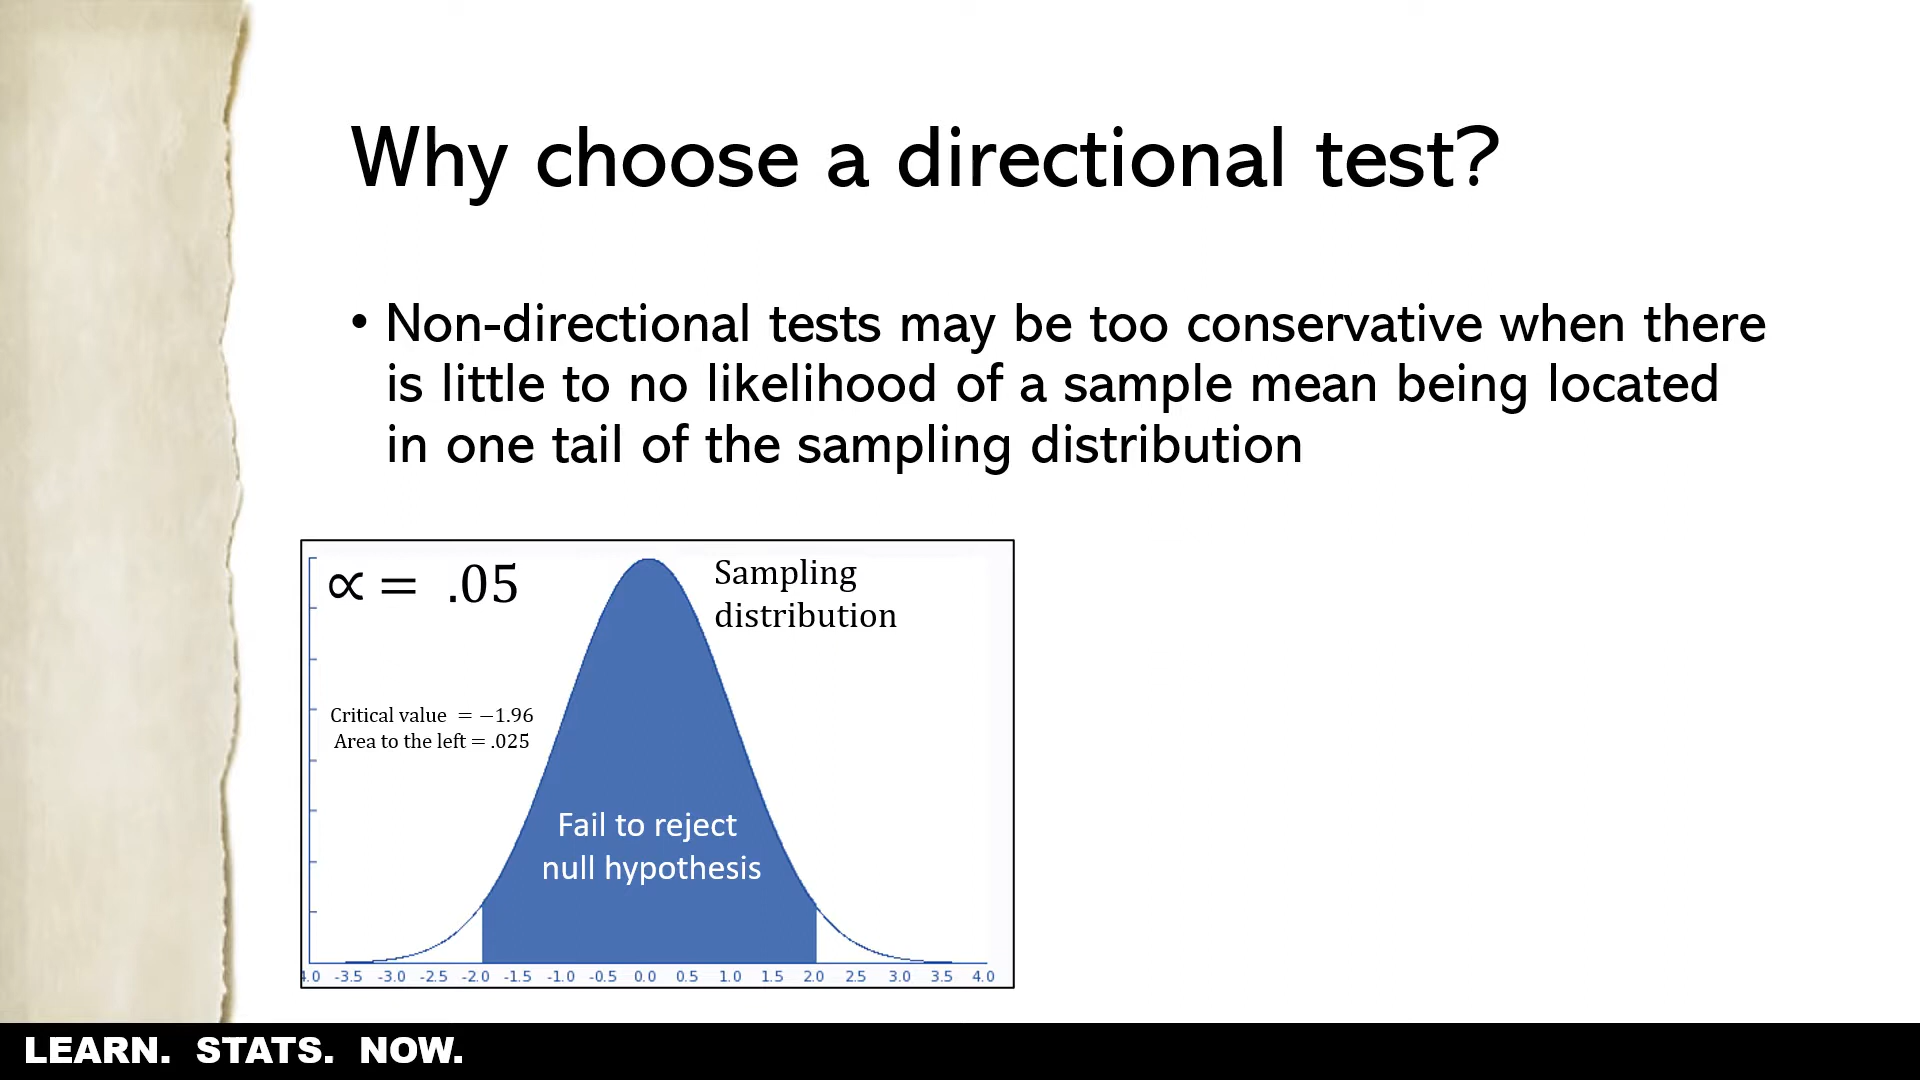 Why choose a directional test?
• Non-directional tests may be too conservative when there
is little to no likelihood of a sample mean being located
in one tail of the sampling distribution
∝ = .05
Sampling
distribution
Critical value = −1.96
Area to the left = .025
Fail to reject
null hypothesis
4.0 -3.5 -3.0 -2.5 -2.0 -1.5 -1.0 -0.5 0.0 0.5 1.0 1.5 2.0 2.5 3.0 3.5 4.0
LEARN. STATS. NOW.